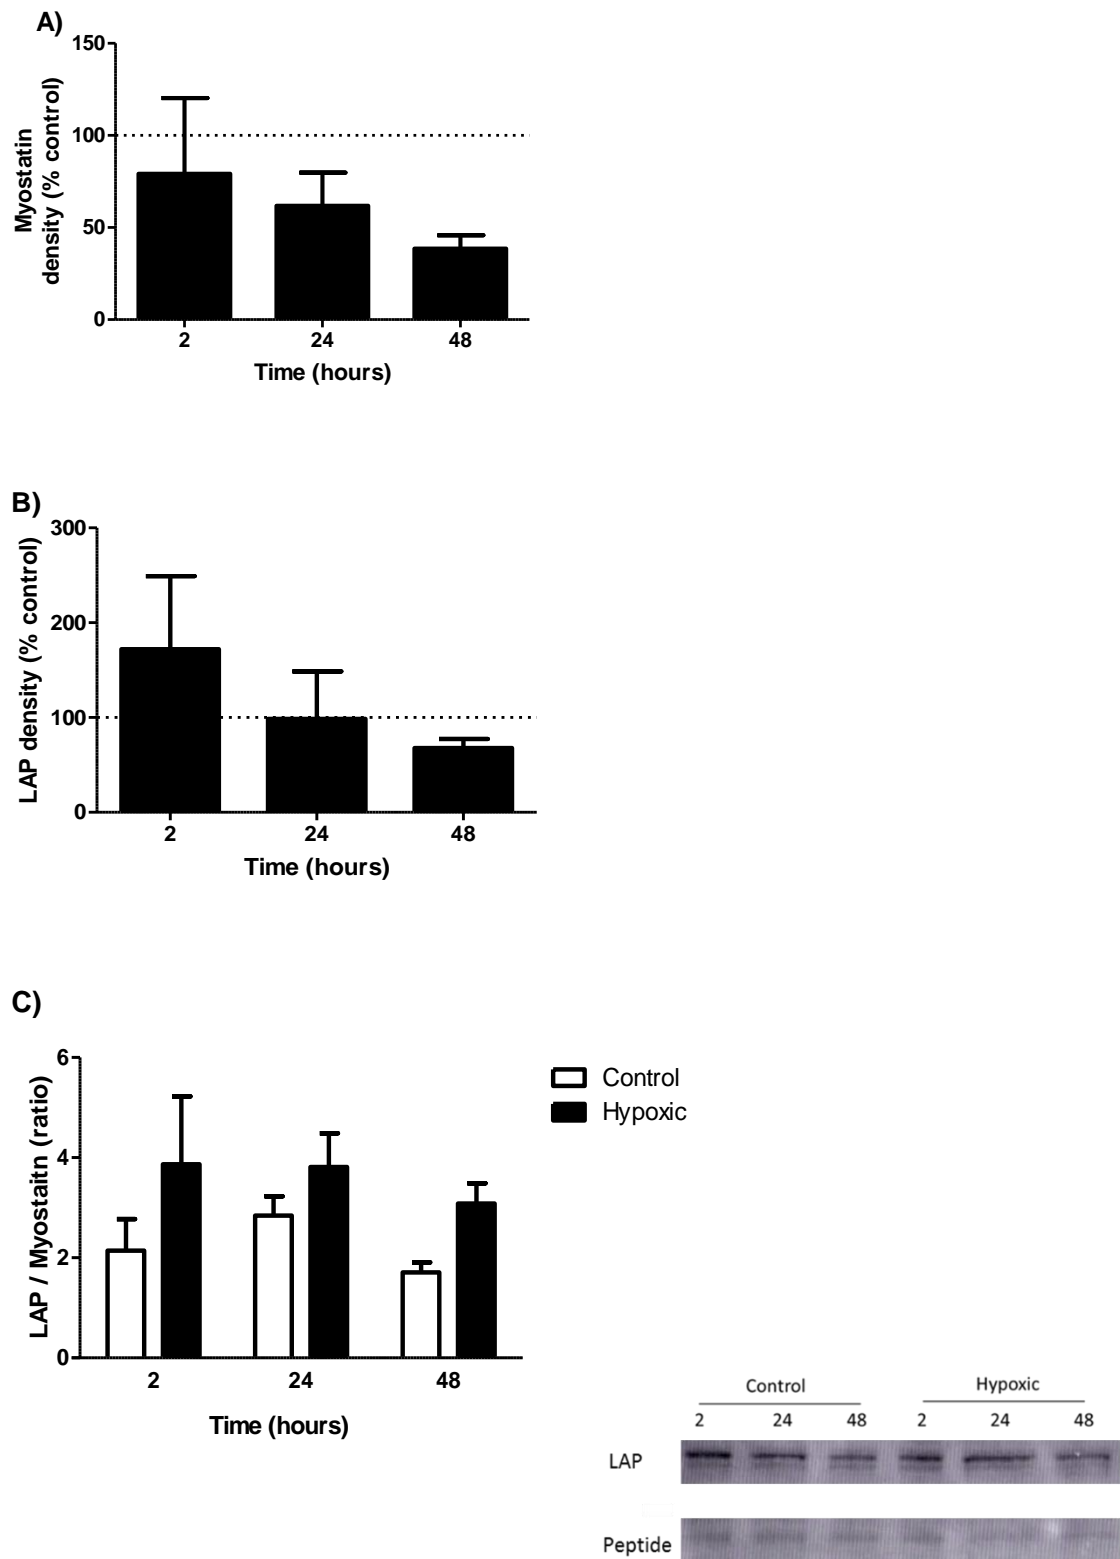 A)
150
100
50
0
Myostatin
density (% control)
2 24 48
Time (hours)
B)
300
200
100
0
LAP density (% control)
2 24 48
Time (hours)
C)
6
4
2
0
LAP / Myostaitn (ratio)
Control
Hypoxic
2 24 48
Time (hours)
Control Hypoxic
2 24 48 2 24 48
LAP
Peptide